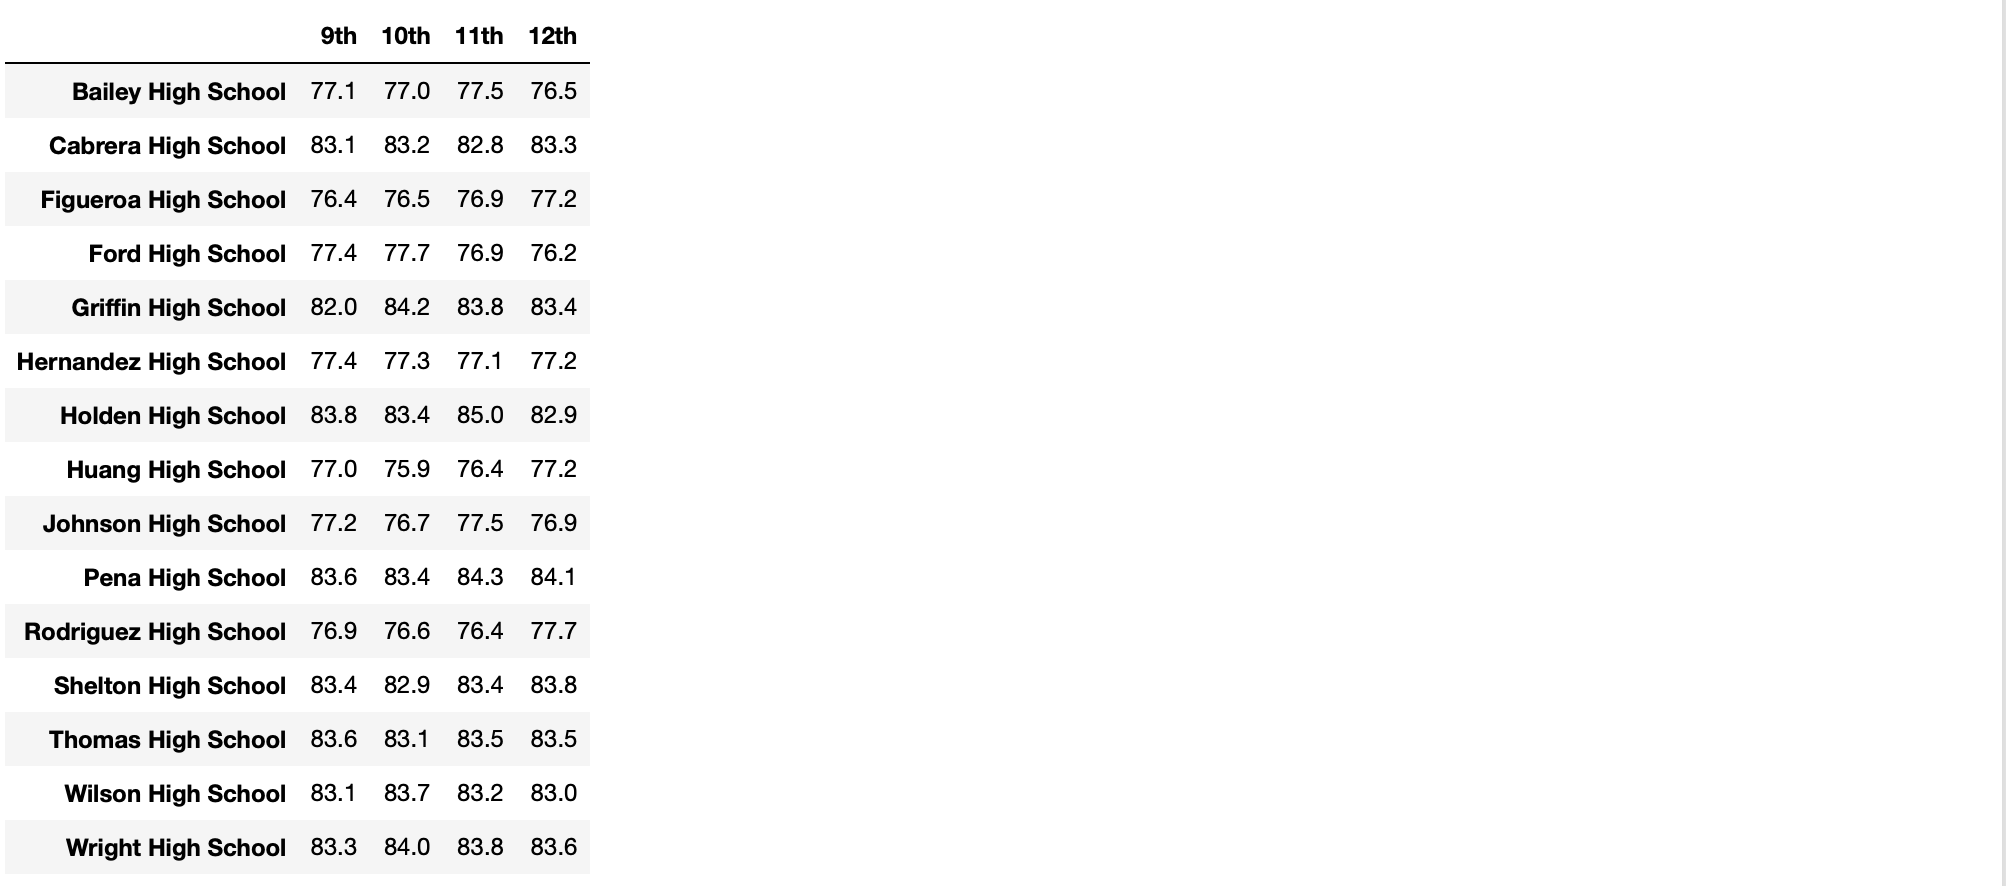 9th 10th 11th 12th
Bailey High School 77.1 77.0 77.5 76.5
Cabrera High School 83.1 83.2 82.8 83.3
Figueroa High School 76.4 76.5 76.9 77.2
Ford High School 77.4 77.7 76.9 76.2
Griffin High School 82.0 84.2 83.8 83.4
Hernandez High School 77.4 77.3 77.1 77.2
Holden High School 83.8 83.4 85.0 82.9
Huang High School 77.0 75.9 76.4 77.2
Johnson High School 77.2 76.7 77.5 76.9
Pena High School 83.6 83.4 84.3 84.1
Rodriguez High School 76.9 76.6 76.4 77.7
Shelton High School 83.4 82.9 83.4 83.8
Thomas High School 83.6 83.1 83.5 83.5
Wilson High School 83.1 83.7 83.2 83.0
Wright High School 83.3 84.0 83.8 83.6